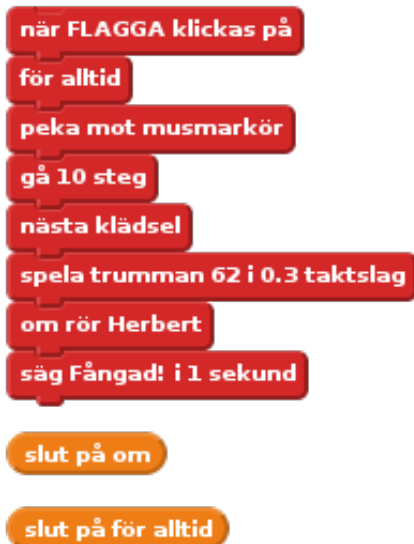 när FLAGGA klickas på
för alltid
peka mot musmarkör
gå 10 steg
nästa klädsel
spela trumman 62 i 0.3 taktslag
om rör Herbert
säg Fångad! i 1 sekund
slut på om
slut på för alltid